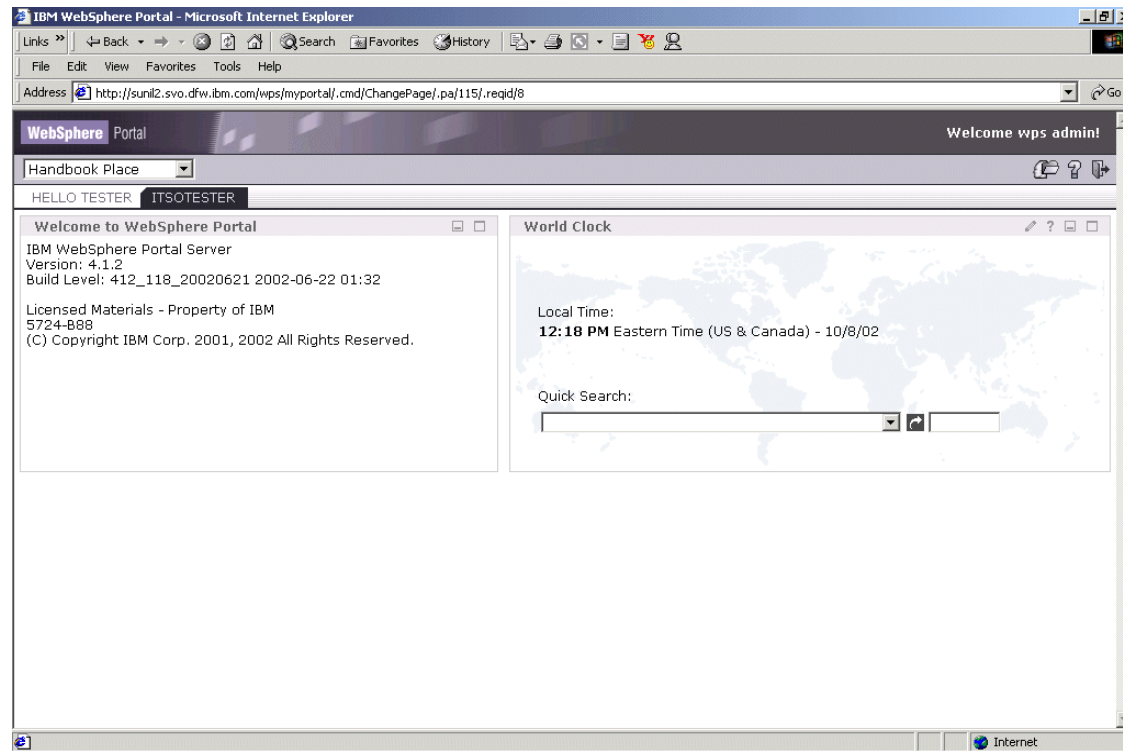 IBM WebSphere Portal - Microsoft Internet Explorer
Links » Back Search Favorites History
File Edit View Favorites Tools Help
Address http://sunil2.svo.dfw.ibm.com/wps/myportal/.cmd/ChangePage/.pa/115/.reqid/8 Go
WebSphere Portal Welcome wps admin!
Handbook Place ?
HELLO TESTER ITSOTESTER
Welcome to WebSphere Portal
IBM WebSphere Portal Server
Version: 4.1.2
Build Level: 412_118_20020621 2002-06-22 01:32
Licensed Materials - Property of IBM
5724-B88
(C) Copyright IBM Corp. 2001, 2002 All Rights Reserved.
World Clock ?
Local Time:
12:18 PM Eastern Time (US & Canada) - 10/8/02
Quick Search:
Internet